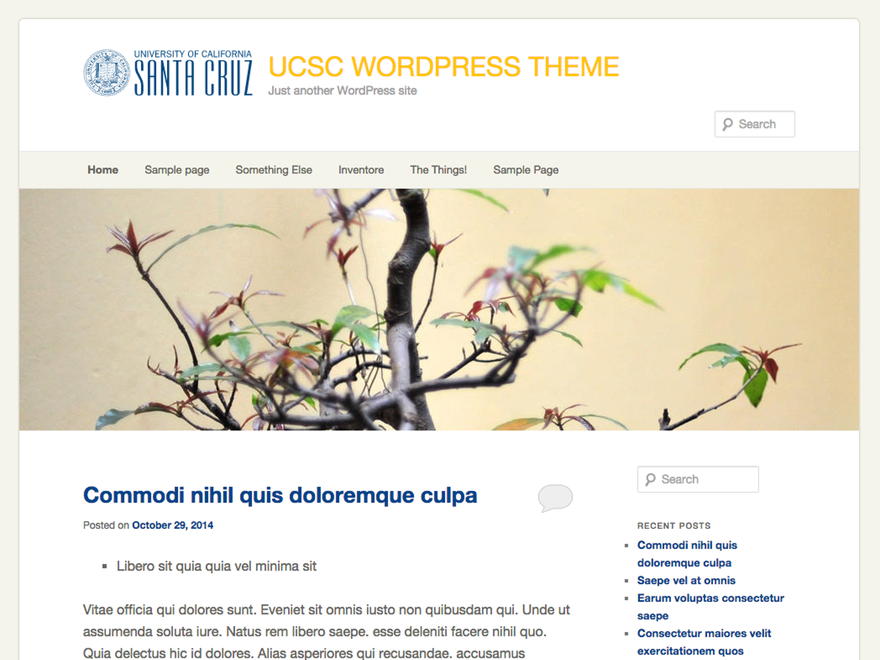 UNIVERSITY OF CALIFORNIA
SANTA CRUZ
UCSC WORDPRESS THEME
Just another WordPress site
Search
Home Sample page Something Else Inventore The Things! Sample Page
Commodi nihil quis doloremque culpa
Posted on October 29, 2014
Libero sit quia quia vel minima sit
Vitae officia qui dolores sunt. Eveniet sit omnis iusto non quibusdam qui. Unde ut
assumenda soluta iure. Natus rem libero saepe. esse deleniti facere nihil quo.
Quia delectus hic id dolores. Alias asperiores qui recusandae. accusamus
Search
RECENT POSTS
Commodi nihil quis
doloremque culpa
Saepe vel at omnis
Earum voluptas consectetur
saepe
Consectetur maiores velit
exercitationem quos